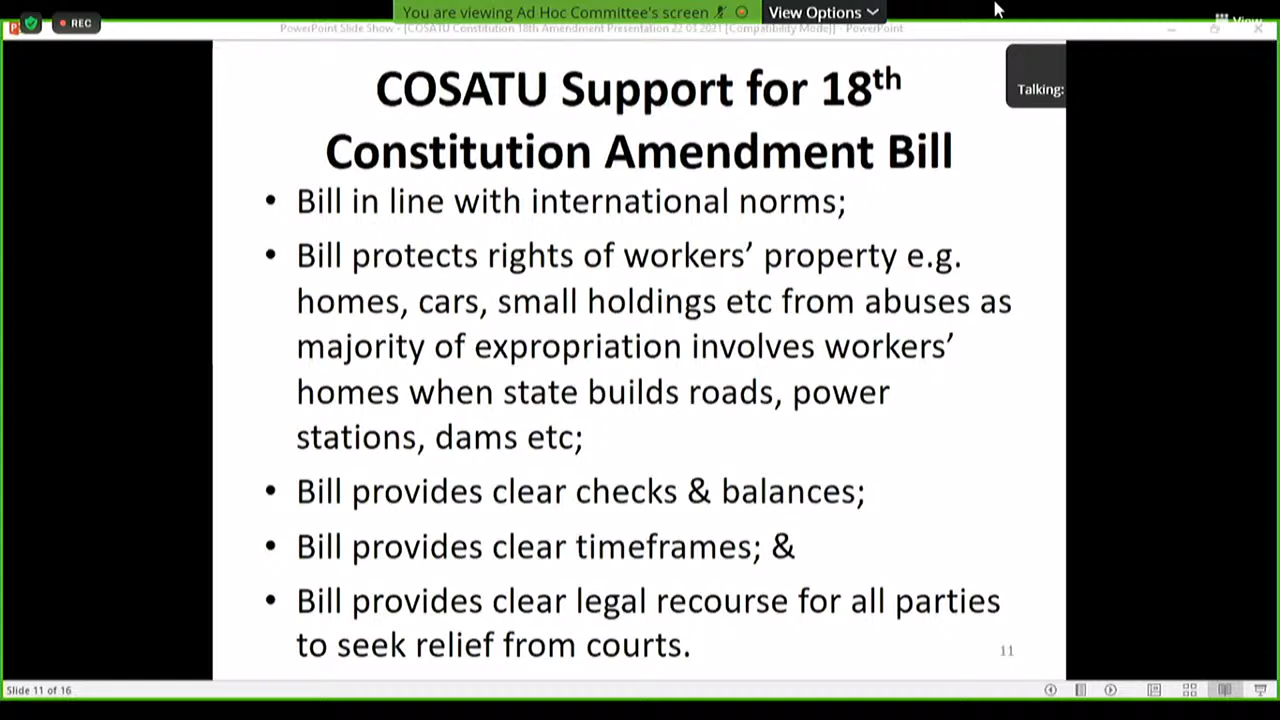 You are viewing Ad Hoc Committee's screen
View Options
REC
View
PowerPoint Slide Show - [COSATU Constitution 18th Amendment Presentation 22 03 2021 [Compatibility Mode]] - PowerPoint
Talking:
COSATU Support for 18th
Constitution Amendment Bill
• Bill in line with international norms;
• Bill protects rights of workers’ property e.g.
homes, cars, small holdings etc from abuses as
majority of expropriation involves workers’
homes when state builds roads, power
stations, dams etc;
• Bill provides clear checks & balances;
• Bill provides clear timeframes; &
• Bill provides clear legal recourse for all parties
to seek relief from courts.
11
Slide 11 of 16